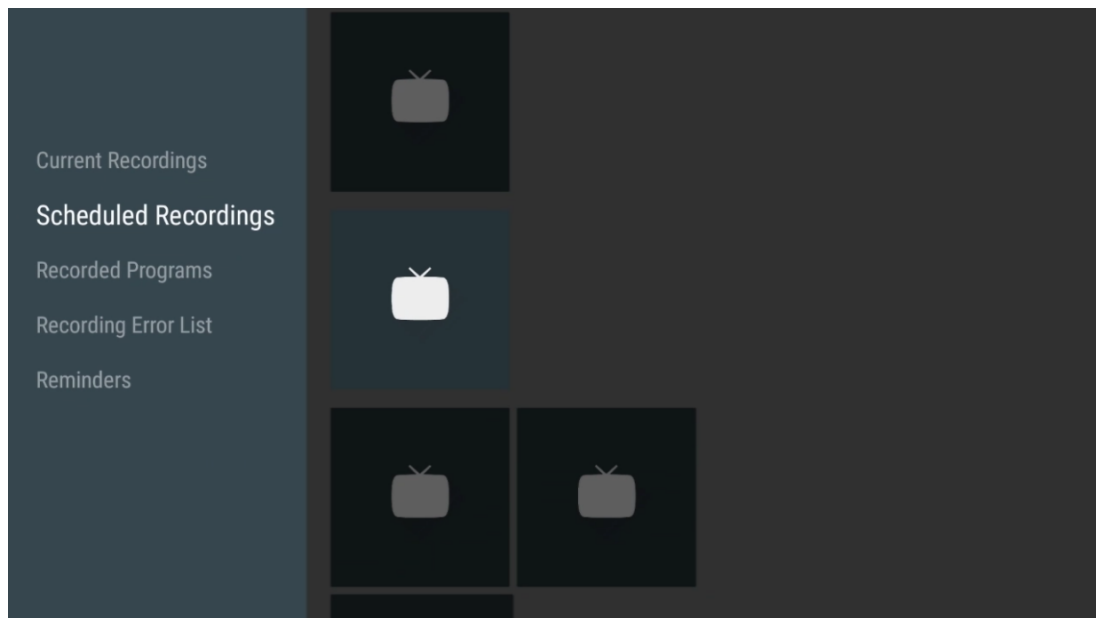 Current Recordings
Scheduled Recordings
Recorded Programs
Recording Error List
Reminders